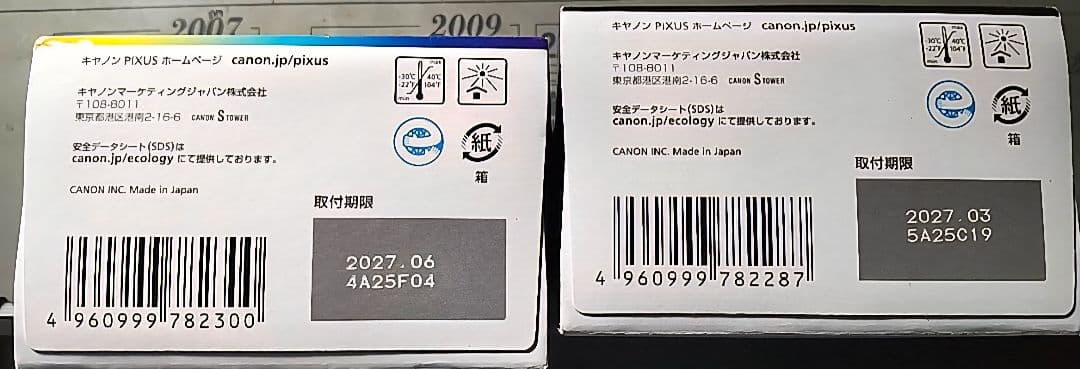 2007
2009
キヤノン PIXUS ホームページ canon.jp/pixus
キヤノンマーケティングジャパン株式会社
〒108-8011
東京都港区港南2-16-6 CANON S TOWER
安全データシート(SDS)は
canon.jp/ecology にて提供しております。
CANON INC. Made in Japan
max
-30℃ 40℃
-22°F 104°F
min
紙
箱
取付期限
2027.06
4A25F04
4 960999 782300
キヤノン PIXUS ホームページ canon.jp/pixus
キヤノンマーケティングジャパン株式会社
〒108-8011
東京都港区港南2-16-6 CANON S TOWER
安全データシート(SDS)は
canon.jp/ecology にて提供しております。
CANON INC. Made in Japan
max
-30℃ 40℃
-22°F 104°F
min
紙
箱
取付期限
2027.03
5A25C19
4 960999 782287